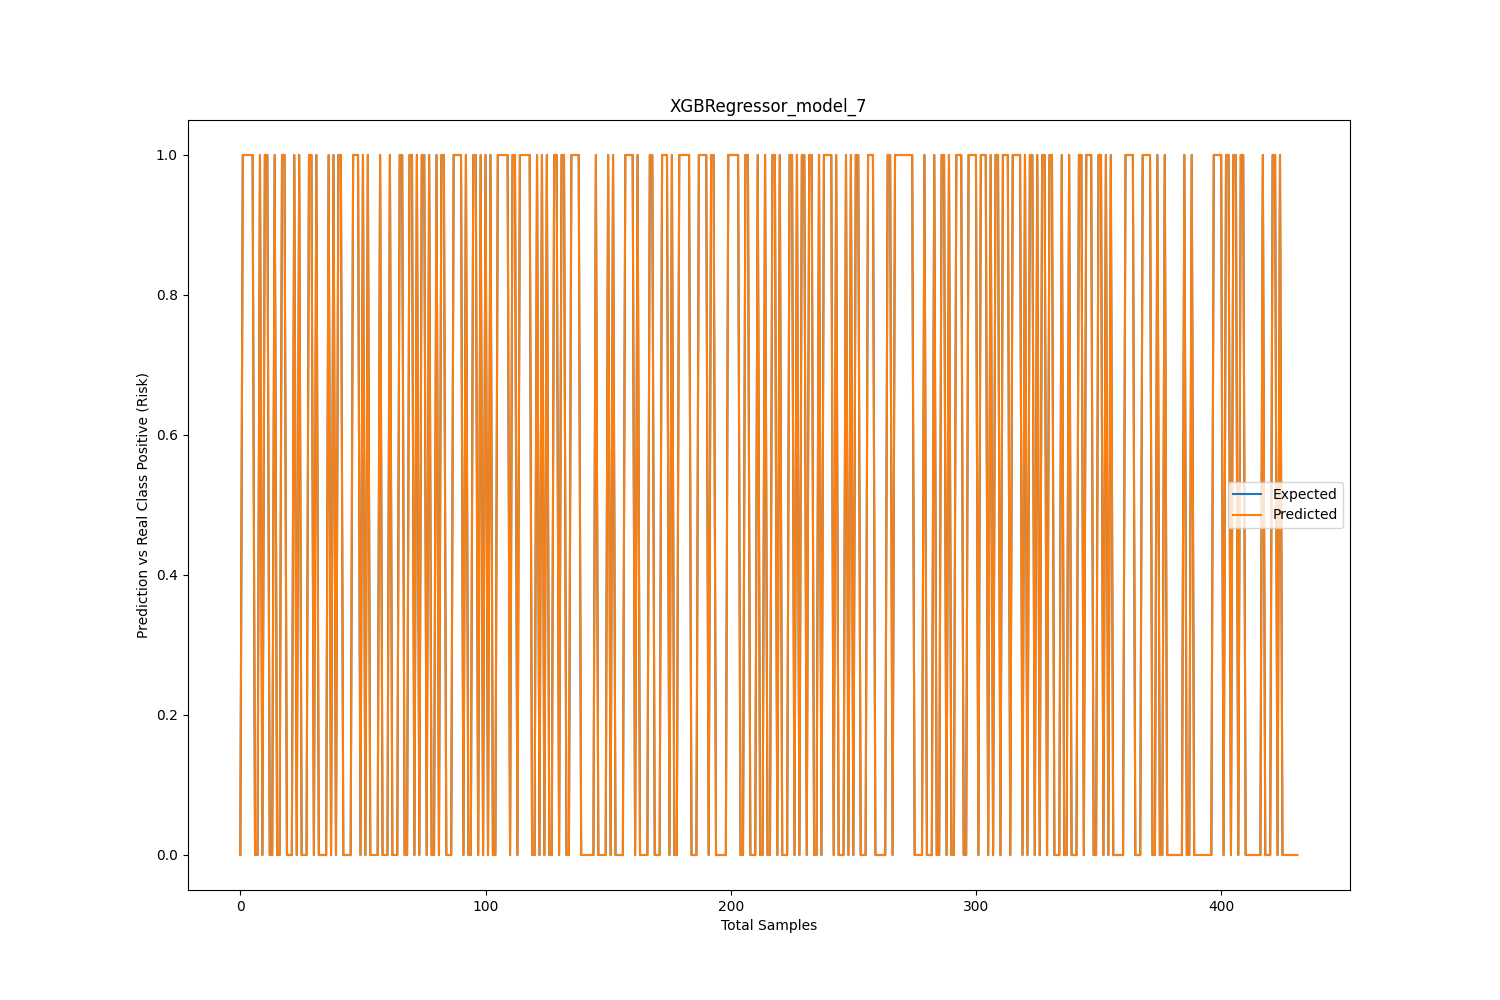 XGBRegressor_model_7
1.0
0.8
0.6
0.4
0.2
0.0
Prediction vs Real Class Positive (Risk)
Expected
Predicted
0
100
200
300
400
Total Samples